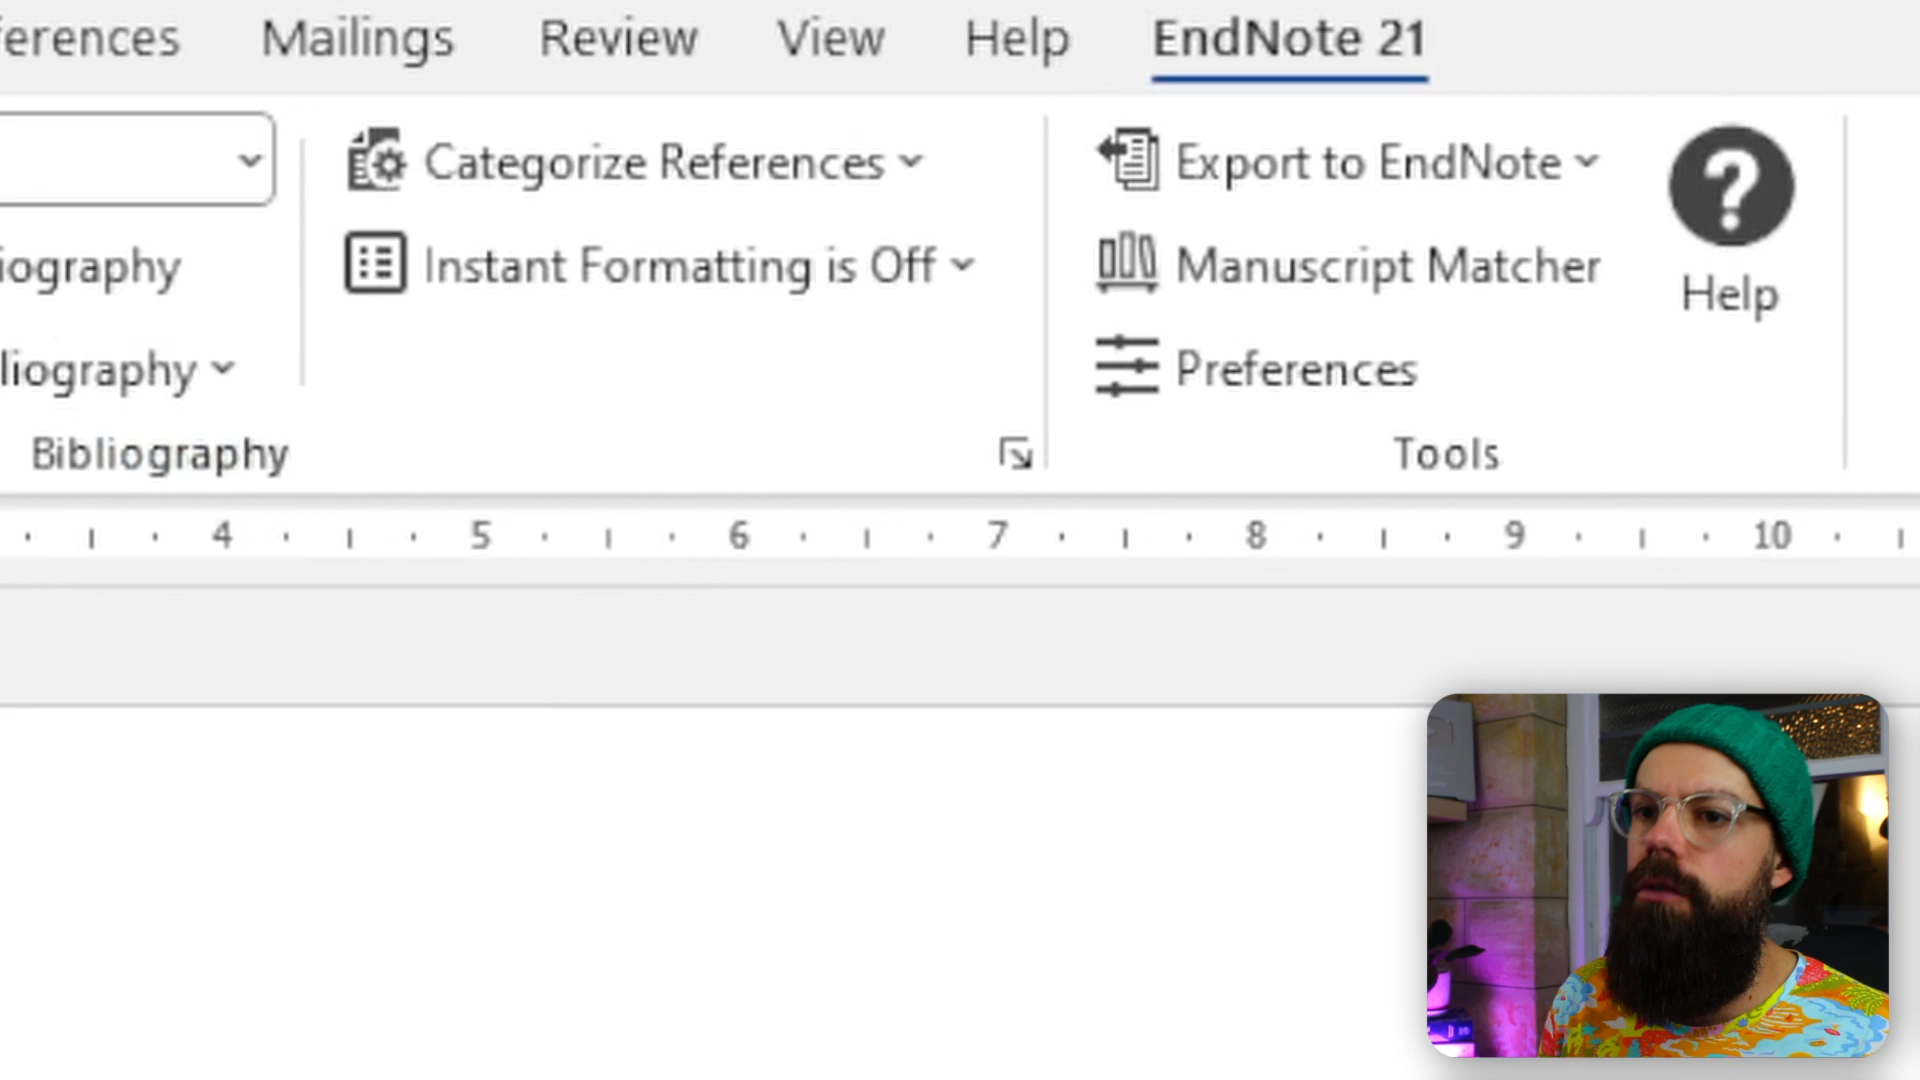 ferences Mailings Review View Help EndNote 21
Categorize References Export to EndNote
iography Instant Formatting is Off Manuscript Matcher Help
liography Preferences
Bibliography Tools
4 5 6 7 8 9 10